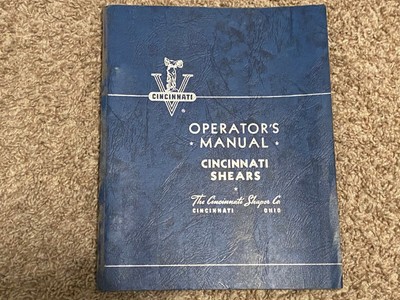 CINCINNATI
OPERATOR'S
• MANUAL •
CINCINNATI
SHEARS
The Cincinnati Shaper Co
CINCINNATI OHIO